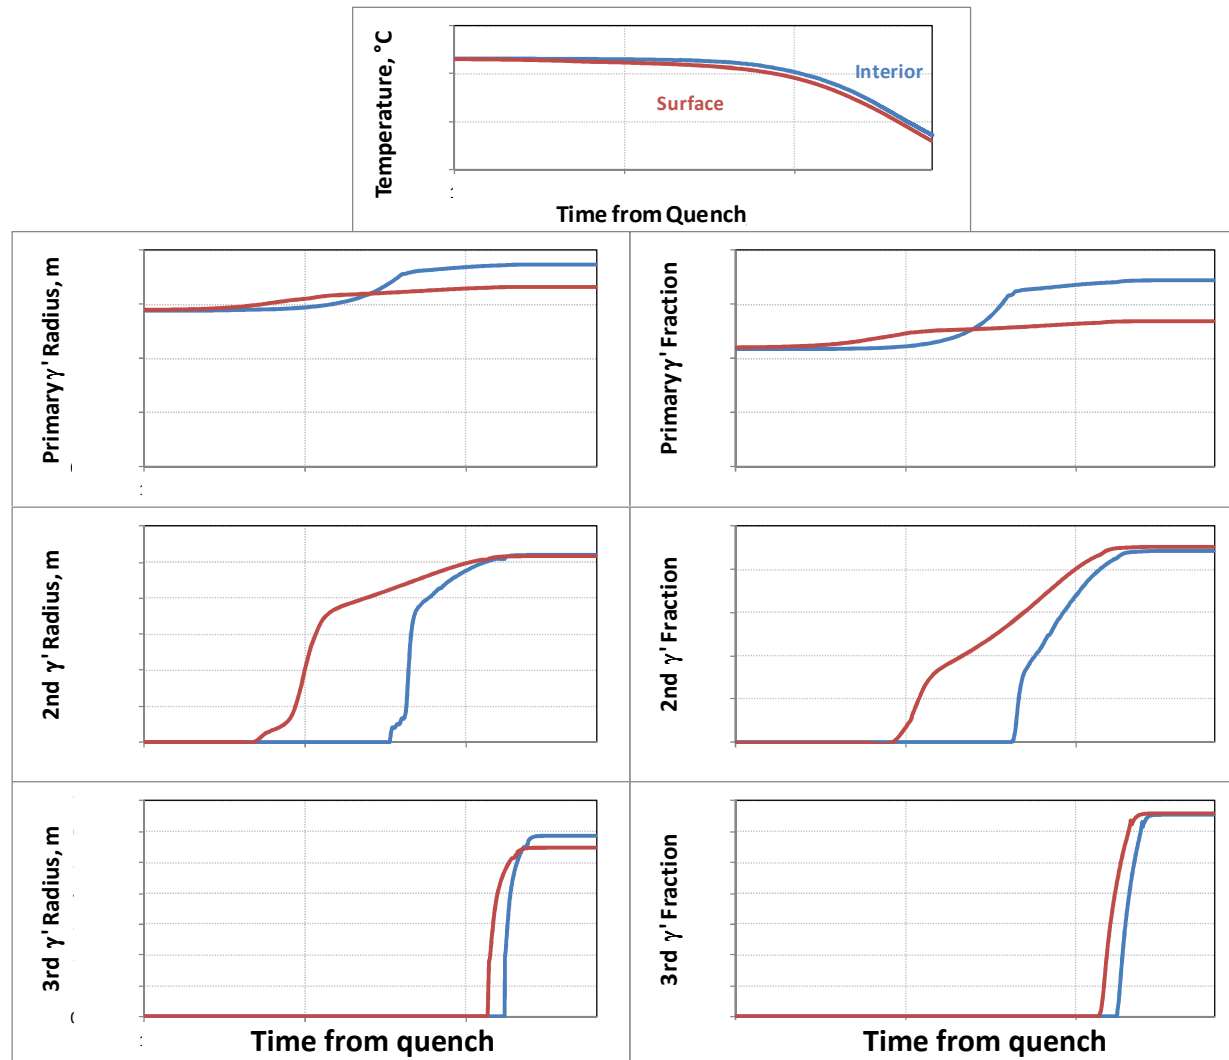 Temperature, °C
Interior
Surface
Time from Quench
Primary γ' Radius, m
Primary γ' Fraction
2nd γ' Radius, m
2nd γ' Fraction
3rd γ' Radius, m
3rd γ' Fraction
Time from quench
Time from quench